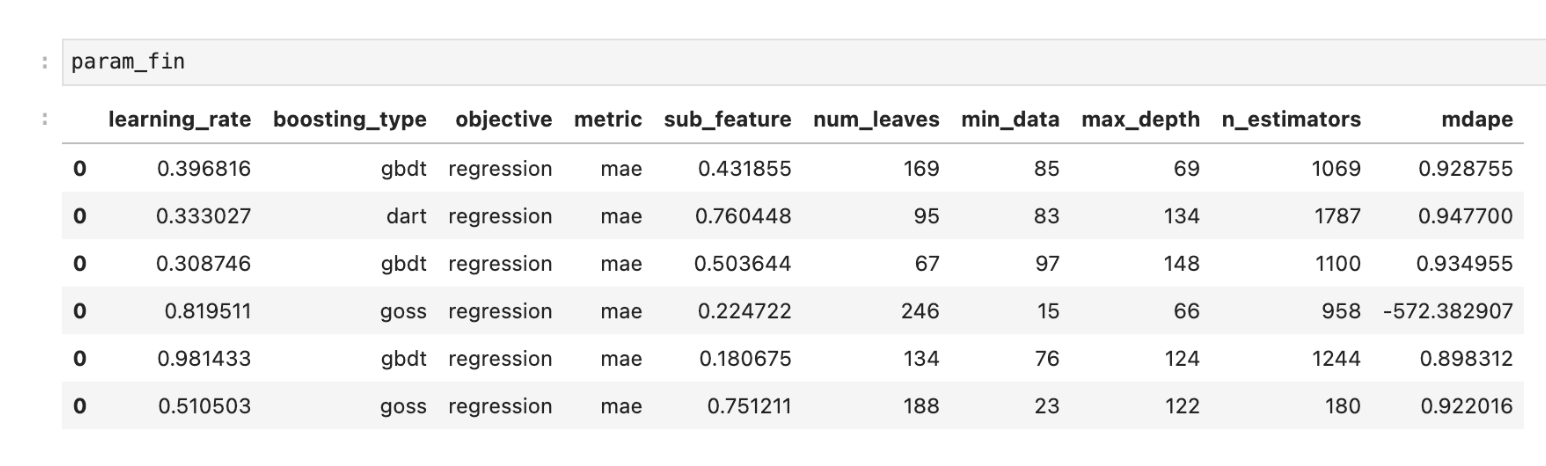 : param_fin
: learning_rate boosting_type objective metric sub_feature num_leaves min_data max_depth n_estimators mdape
0 0.396816 gbdt regression mae 0.431855 169 85 69 1069 0.928755
0 0.333027 dart regression mae 0.760448 95 83 134 1787 0.947700
0 0.308746 gbdt regression mae 0.503644 67 97 148 1100 0.934955
0 0.819511 goss regression mae 0.224722 246 15 66 958 -572.382907
0 0.981433 gbdt regression mae 0.180675 134 76 124 1244 0.898312
0 0.510503 goss regression mae 0.751211 188 23 122 180 0.922016